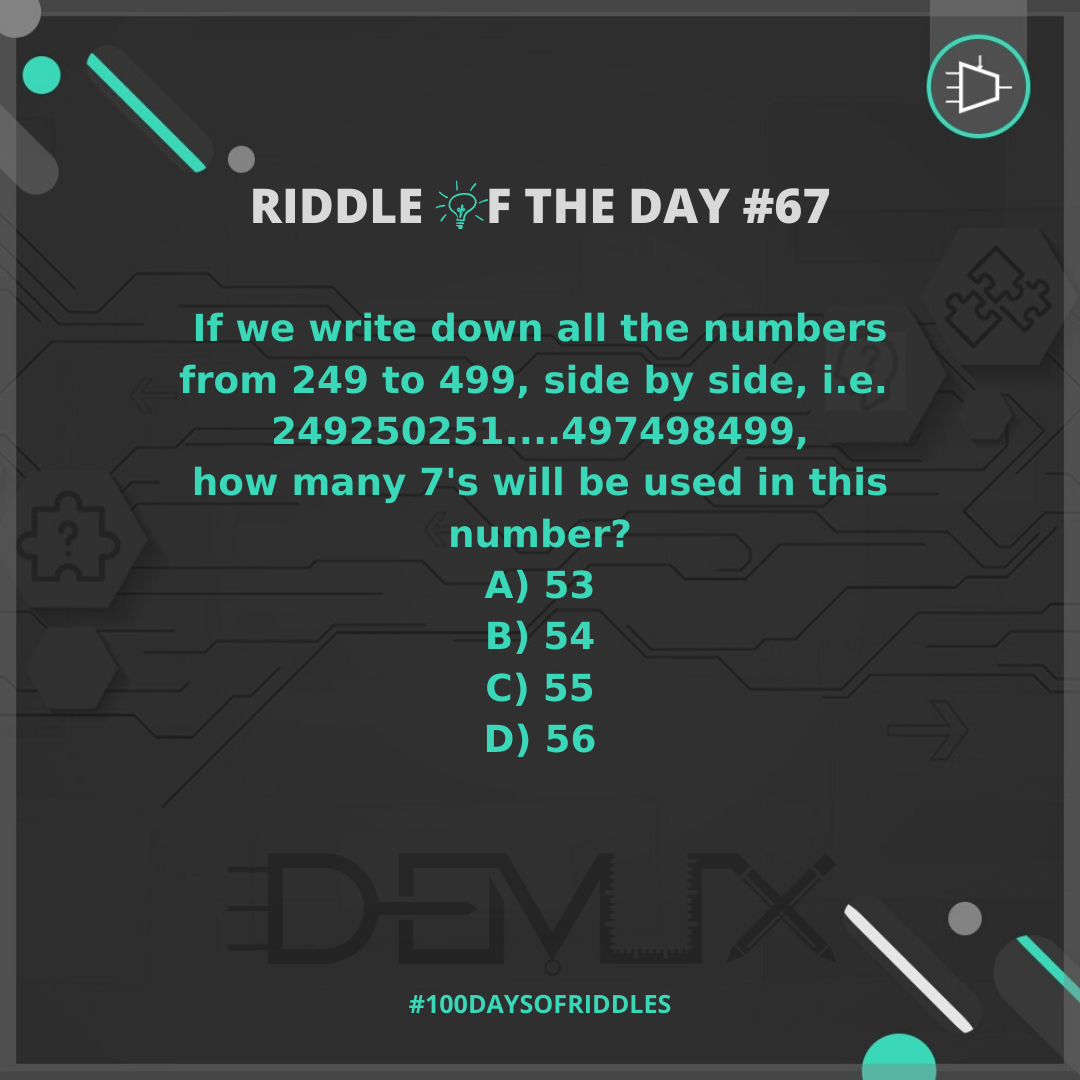 RIDDLE OF THE DAY #67
If we write down all the numbers
from 249 to 499, side by side, i.e.
249250251....497498499,
how many 7's will be used in this
number?
A) 53
B) 54
C) 55
D) 56
DEMUX
#100DAYSOFRIDDLES